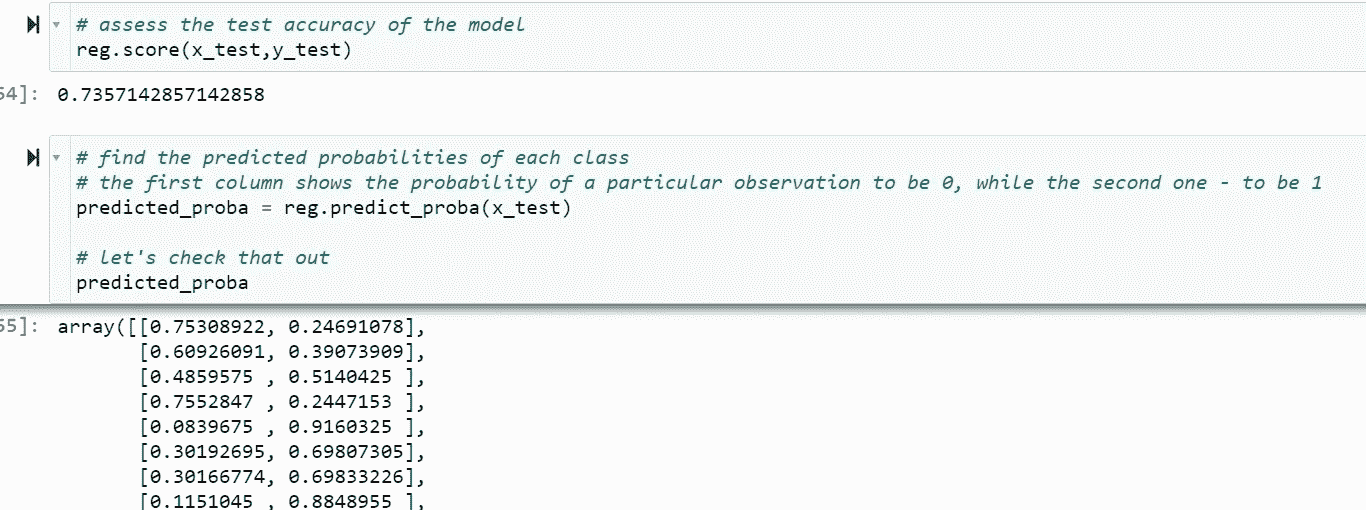 # assess the test accuracy of the model
reg.score(x_test,y_test)
54]: 0.7357142857142858
# find the predicted probabilities of each class
# the first column shows the probability of a particular observation to be 0, while the second one - to be 1
predicted_proba = reg.predict_proba(x_test)
# let's check that out
predicted_proba
55]: array([[0.75308922, 0.24691078],
[0.60926091, 0.39073909],
[0.4859575 , 0.5140425 ],
[0.7552847 , 0.2447153 ],
[0.0839675 , 0.9160325 ],
[0.30192695, 0.69807305],
[0.30166774, 0.69833226],
[0.1151045 , 0.8848955 ],